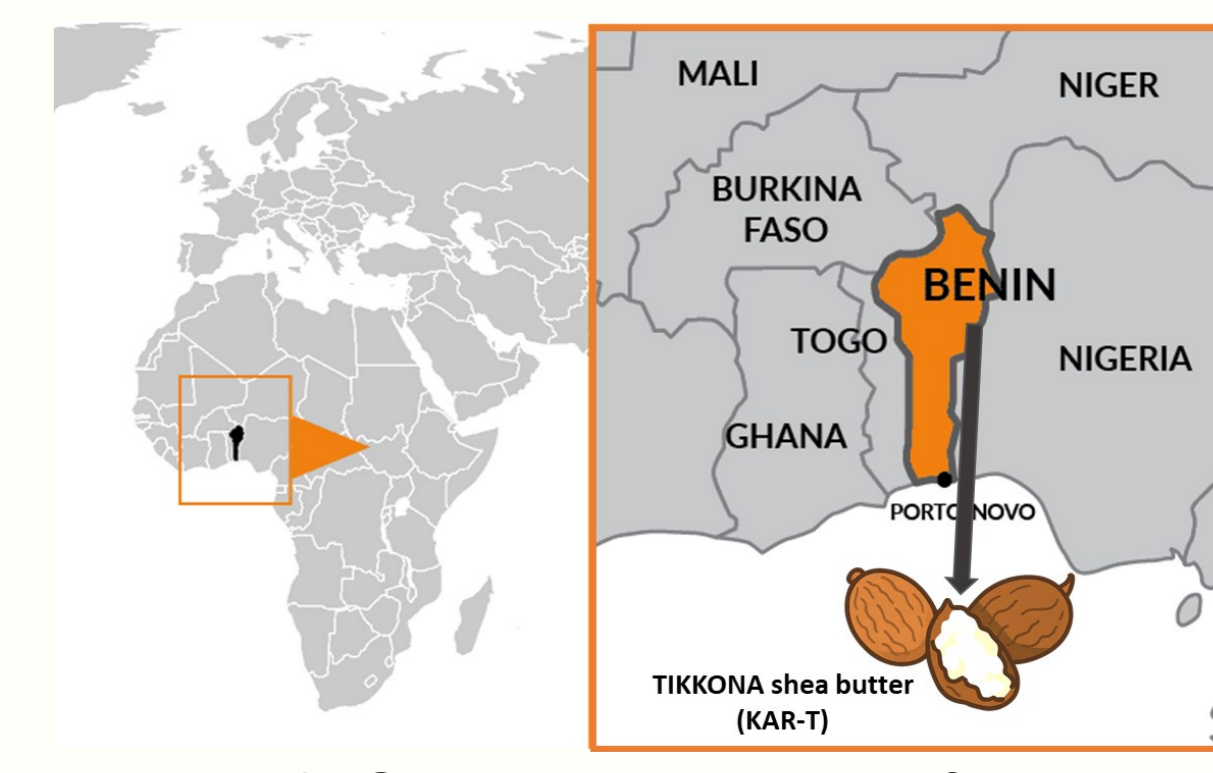 MALI
NIGER
BURKINA
FASO
BENIN
TOGO
NIGERIA
GHANA
PORTO NOVO
TIKKONA shea butter
(KAR-T)